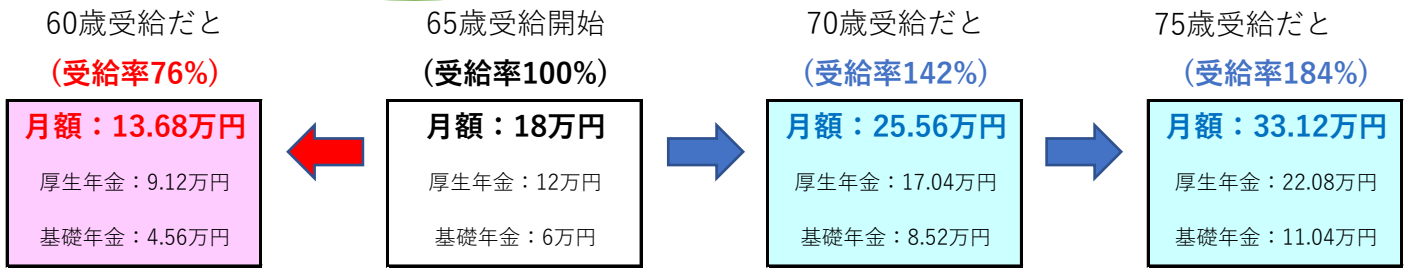 60歳受給だと
(受給率76%)
月額：13.68万円
厚生年金：9.12万円
基礎年金：4.56万円
65歳受給開始
(受給率100%)
月額：18万円
厚生年金：12万円
基礎年金：6万円
70歳受給だと
(受給率142%)
月額：25.56万円
厚生年金：17.04万円
基礎年金：8.52万円
75歳受給だと
(受給率184%)
月額：33.12万円
厚生年金：22.08万円
基礎年金：11.04万円